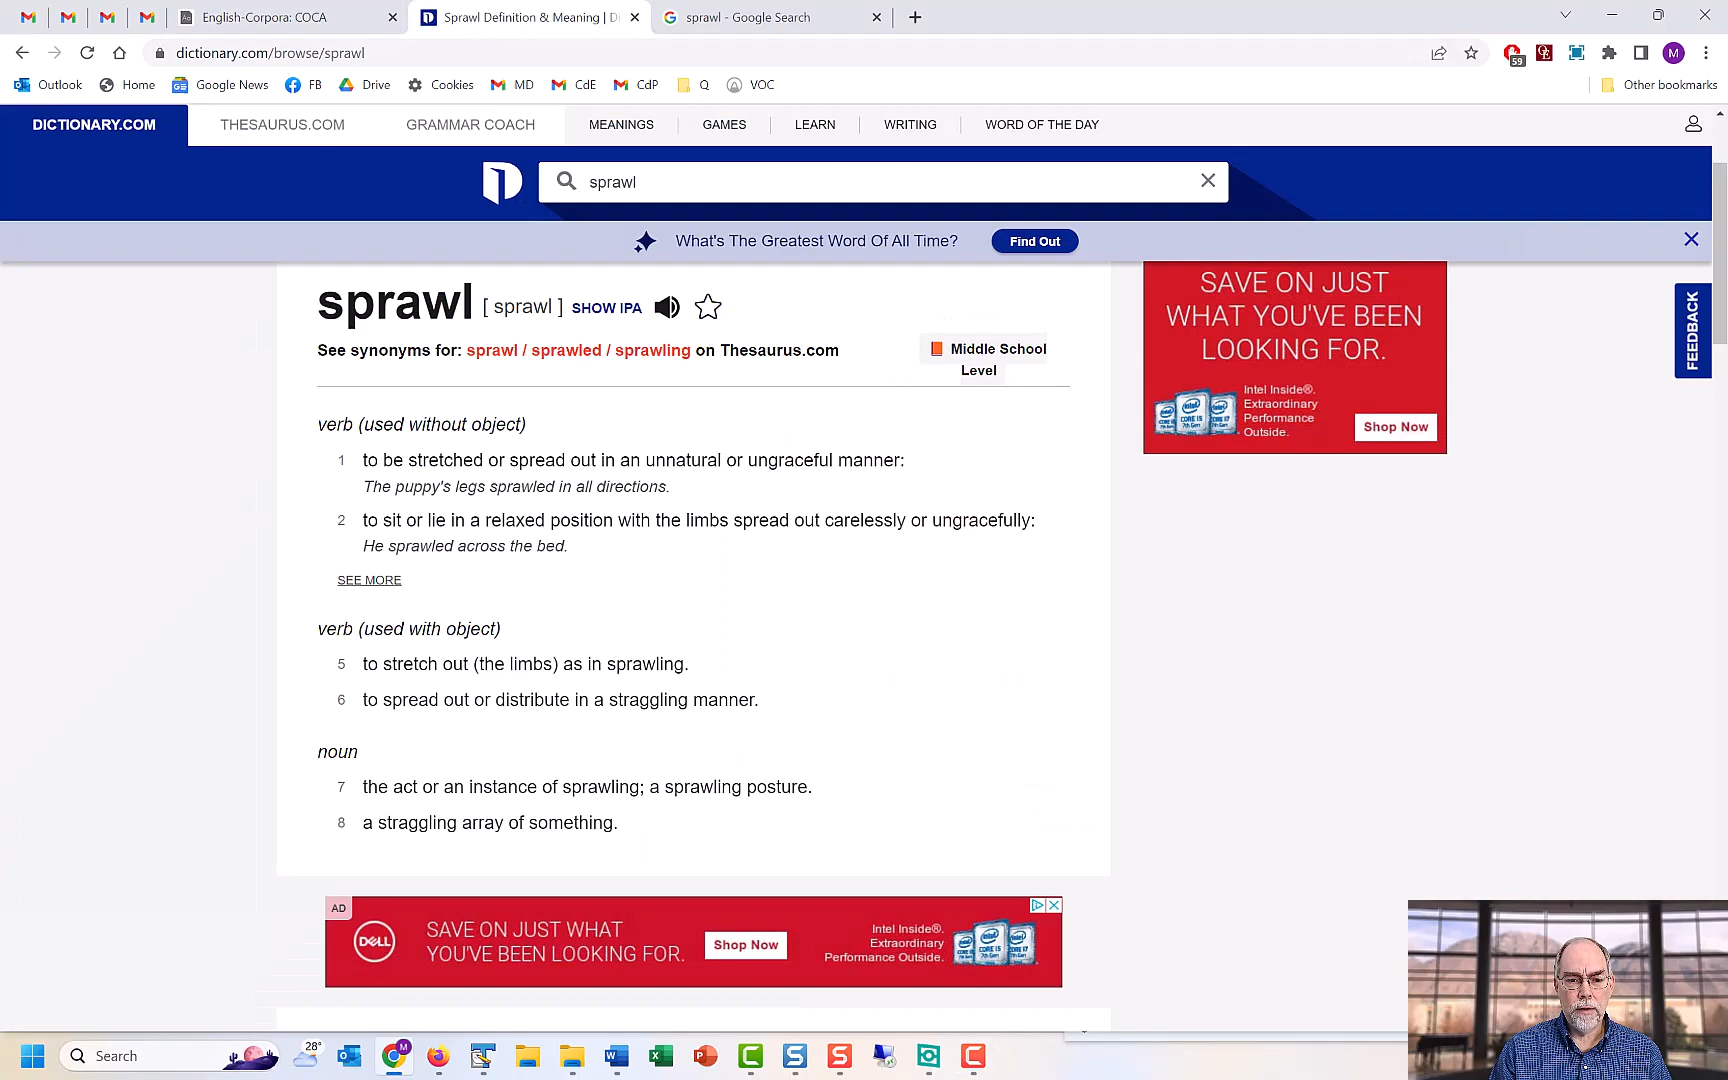 English-Corpora: COCA
Sprawl Definition & Meaning | Di
sprawl - Google Search
dictionary.com/browse/sprawl
59
M
Outlook
Home
Google News
FB
Drive
Cookies
MD
CdE
CdP
Q
VOC
Other bookmarks
DICTIONARY.COM
THESAURUS.COM
GRAMMAR COACH
MEANINGS
GAMES
LEARN
WRITING
WORD OF THE DAY
sprawl
What's The Greatest Word Of All Time?
Find Out
sprawl [ sprawl ] SHOW IPA
See synonyms for: sprawl / sprawled / sprawling on Thesaurus.com
Middle School
Level
verb (used without object)
1 to be stretched or spread out in an unnatural or ungraceful manner:
The puppy's legs sprawled in all directions.
2 to sit or lie in a relaxed position with the limbs spread out carelessly or ungracefully:
He sprawled across the bed.
SEE MORE
verb (used with object)
5 to stretch out (the limbs) as in sprawling.
6 to spread out or distribute in a straggling manner.
noun
7 the act or an instance of sprawling; a sprawling posture.
8 a straggling array of something.
SAVE ON JUST
WHAT YOU'VE BEEN
LOOKING FOR.
Intel Inside®.
Extraordinary
Performance
Outside.
Shop Now
FEEDBACK
AD
DELL
SAVE ON JUST WHAT
YOU'VE BEEN LOOKING FOR.
Shop Now
Intel Inside®.
Extraordinary
Performance Outside.
Search
28°
M